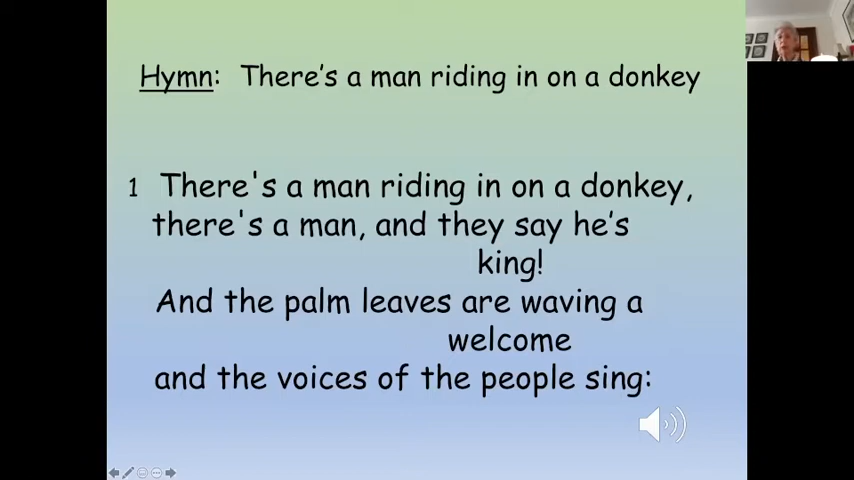 Hymn: There’s a man riding in on a donkey
1 There's a man riding in on a donkey,
there's a man, and they say he’s
king!
And the palm leaves are waving a
welcome
and the voices of the people sing: